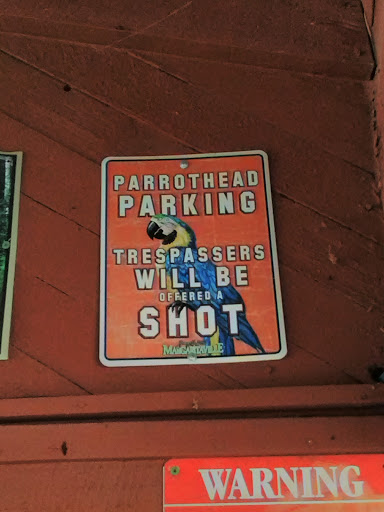 PARROTHEAD
PARKING
TRESPASSERS
WILL BE
OFFERED A
SHOT
MARGARITAVILLE
WARNING